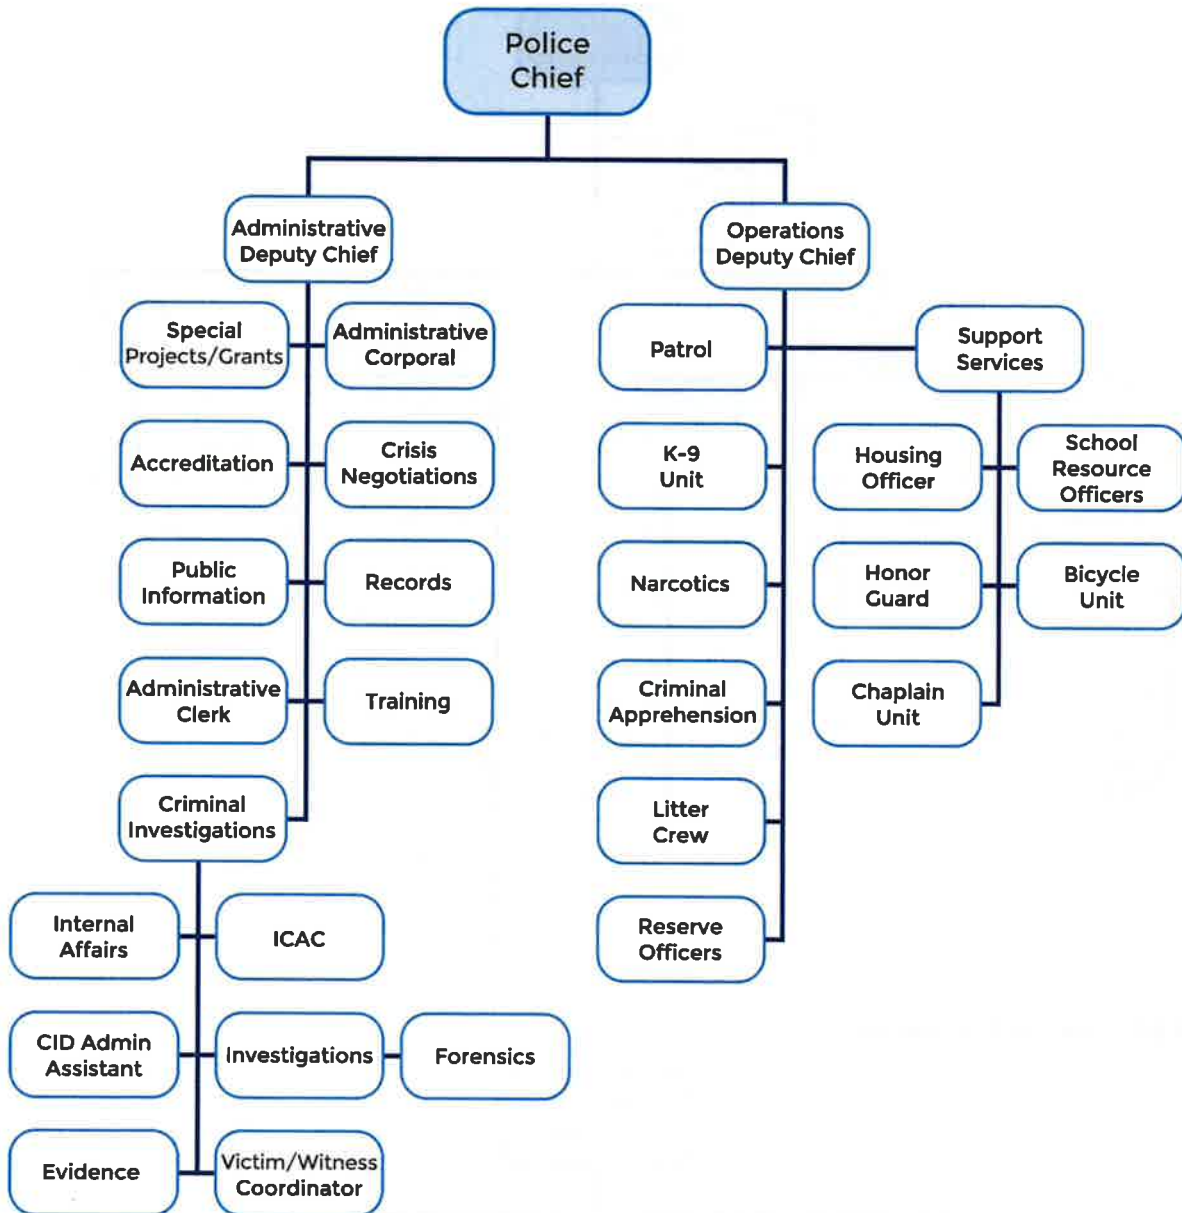 Police
Chief
Administrative
Deputy Chief
Operations
Deputy Chief
Special
Projects/Grants
Administrative
Corporal
Patrol
Support
Services
Accreditation
Crisis
Negotiations
K-9
Unit
Housing
Officer
School
Resource
Officers
Public
Information
Records
Narcotics
Honor
Guard
Bicycle
Unit
Administrative
Clerk
Training
Criminal
Apprehension
Chaplain
Unit
Criminal
Investigations
Litter
Crew
Internal
Affairs
ICAC
Reserve
Officers
CID Admin
Assistant
Investigations
Forensics
Evidence
Victim/Witness
Coordinator